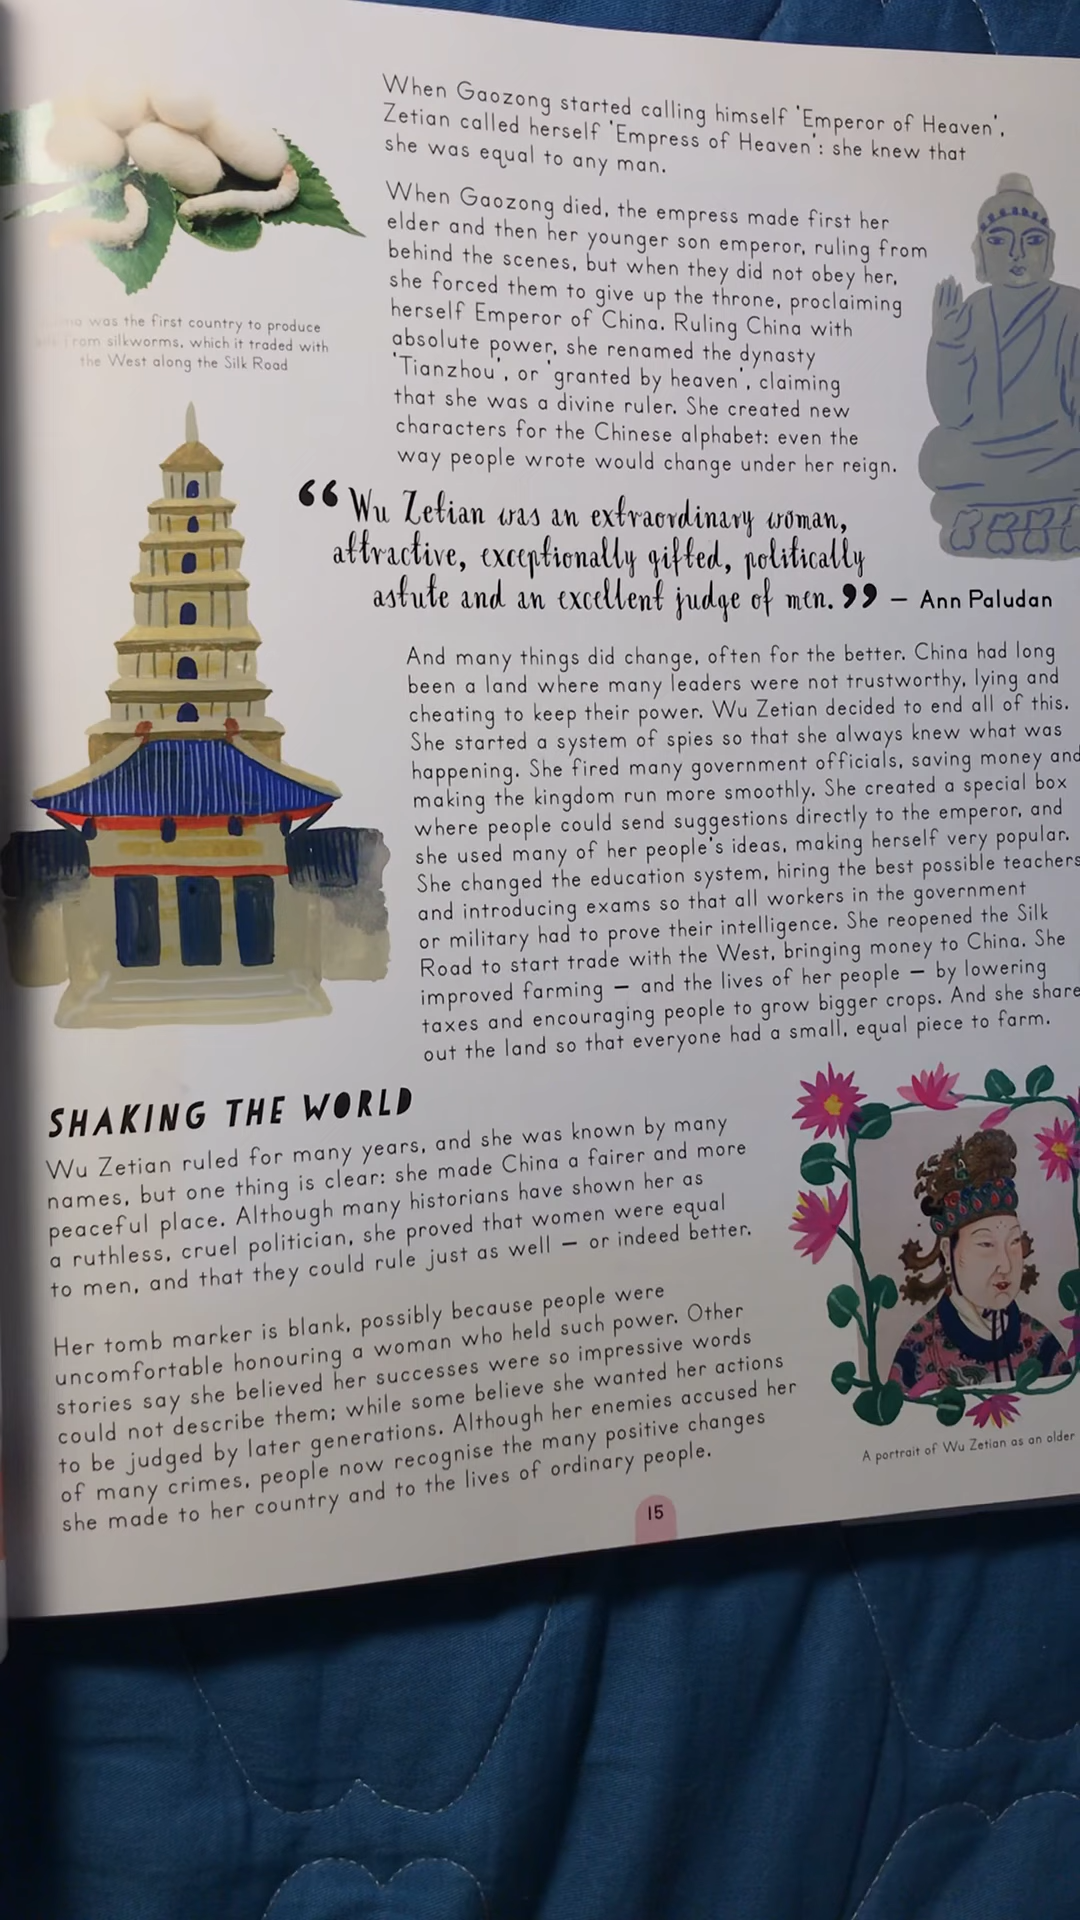 When Gaozong started calling himself 'Emperor of Heaven',
Zetian called herself 'Empress of Heaven': she knew that
she was equal to any man.
When Gaozong died, the empress made first her
elder and then her younger son emperor, ruling from
behind the scenes, but when they did not obey her,
she forced them to give up the throne, proclaiming
herself Emperor of China. Ruling China with
absolute power, she renamed the dynasty
'Tianzhou', or 'granted by heaven', claiming
that she was a divine ruler. She created new
characters for the Chinese alphabet: even the
way people wrote would change under her reign.
was the first country to produce
from silkworms, which it traded with
the West along the Silk Road
“Wu Zetian was an extraordinary woman,
attractive, exceptionally gifted, politically
astute and an excellent judge of men.” – Ann Paludan
And many things did change, often for the better. China had long
been a land where many leaders were not trustworthy, lying and
cheating to keep their power. Wu Zetian decided to end all of this.
She started a system of spies so that she always knew what was
happening. She fired many government officials, saving money and
making the kingdom run more smoothly. She created a special box
where people could send suggestions directly to the emperor, and
she used many of her people's ideas, making herself very popular.
She changed the education system, hiring the best possible teachers
and introducing exams so that all workers in the government
or military had to prove their intelligence. She reopened the Silk
Road to start trade with the West, bringing money to China. She
improved farming – and the lives of her people – by lowering
taxes and encouraging people to grow bigger crops. And she share
out the land so that everyone had a small, equal piece to farm.
SHAKING THE WORLD
Wu Zetian ruled for many years, and she was known by many
names, but one thing is clear: she made China a fairer and more
peaceful place. Although many historians have shown her as
a ruthless, cruel politician, she proved that women were equal
to men, and that they could rule just as well – or indeed better.
Her tomb marker is blank, possibly because people were
uncomfortable honouring a woman who held such power. Other
stories say she believed her successes were so impressive words
could not describe them; while some believe she wanted her actions
to be judged by later generations. Although her enemies accused her
of many crimes, people now recognise the many positive changes
she made to her country and to the lives of ordinary people.
A portrait of Wu Zetian as an older
15